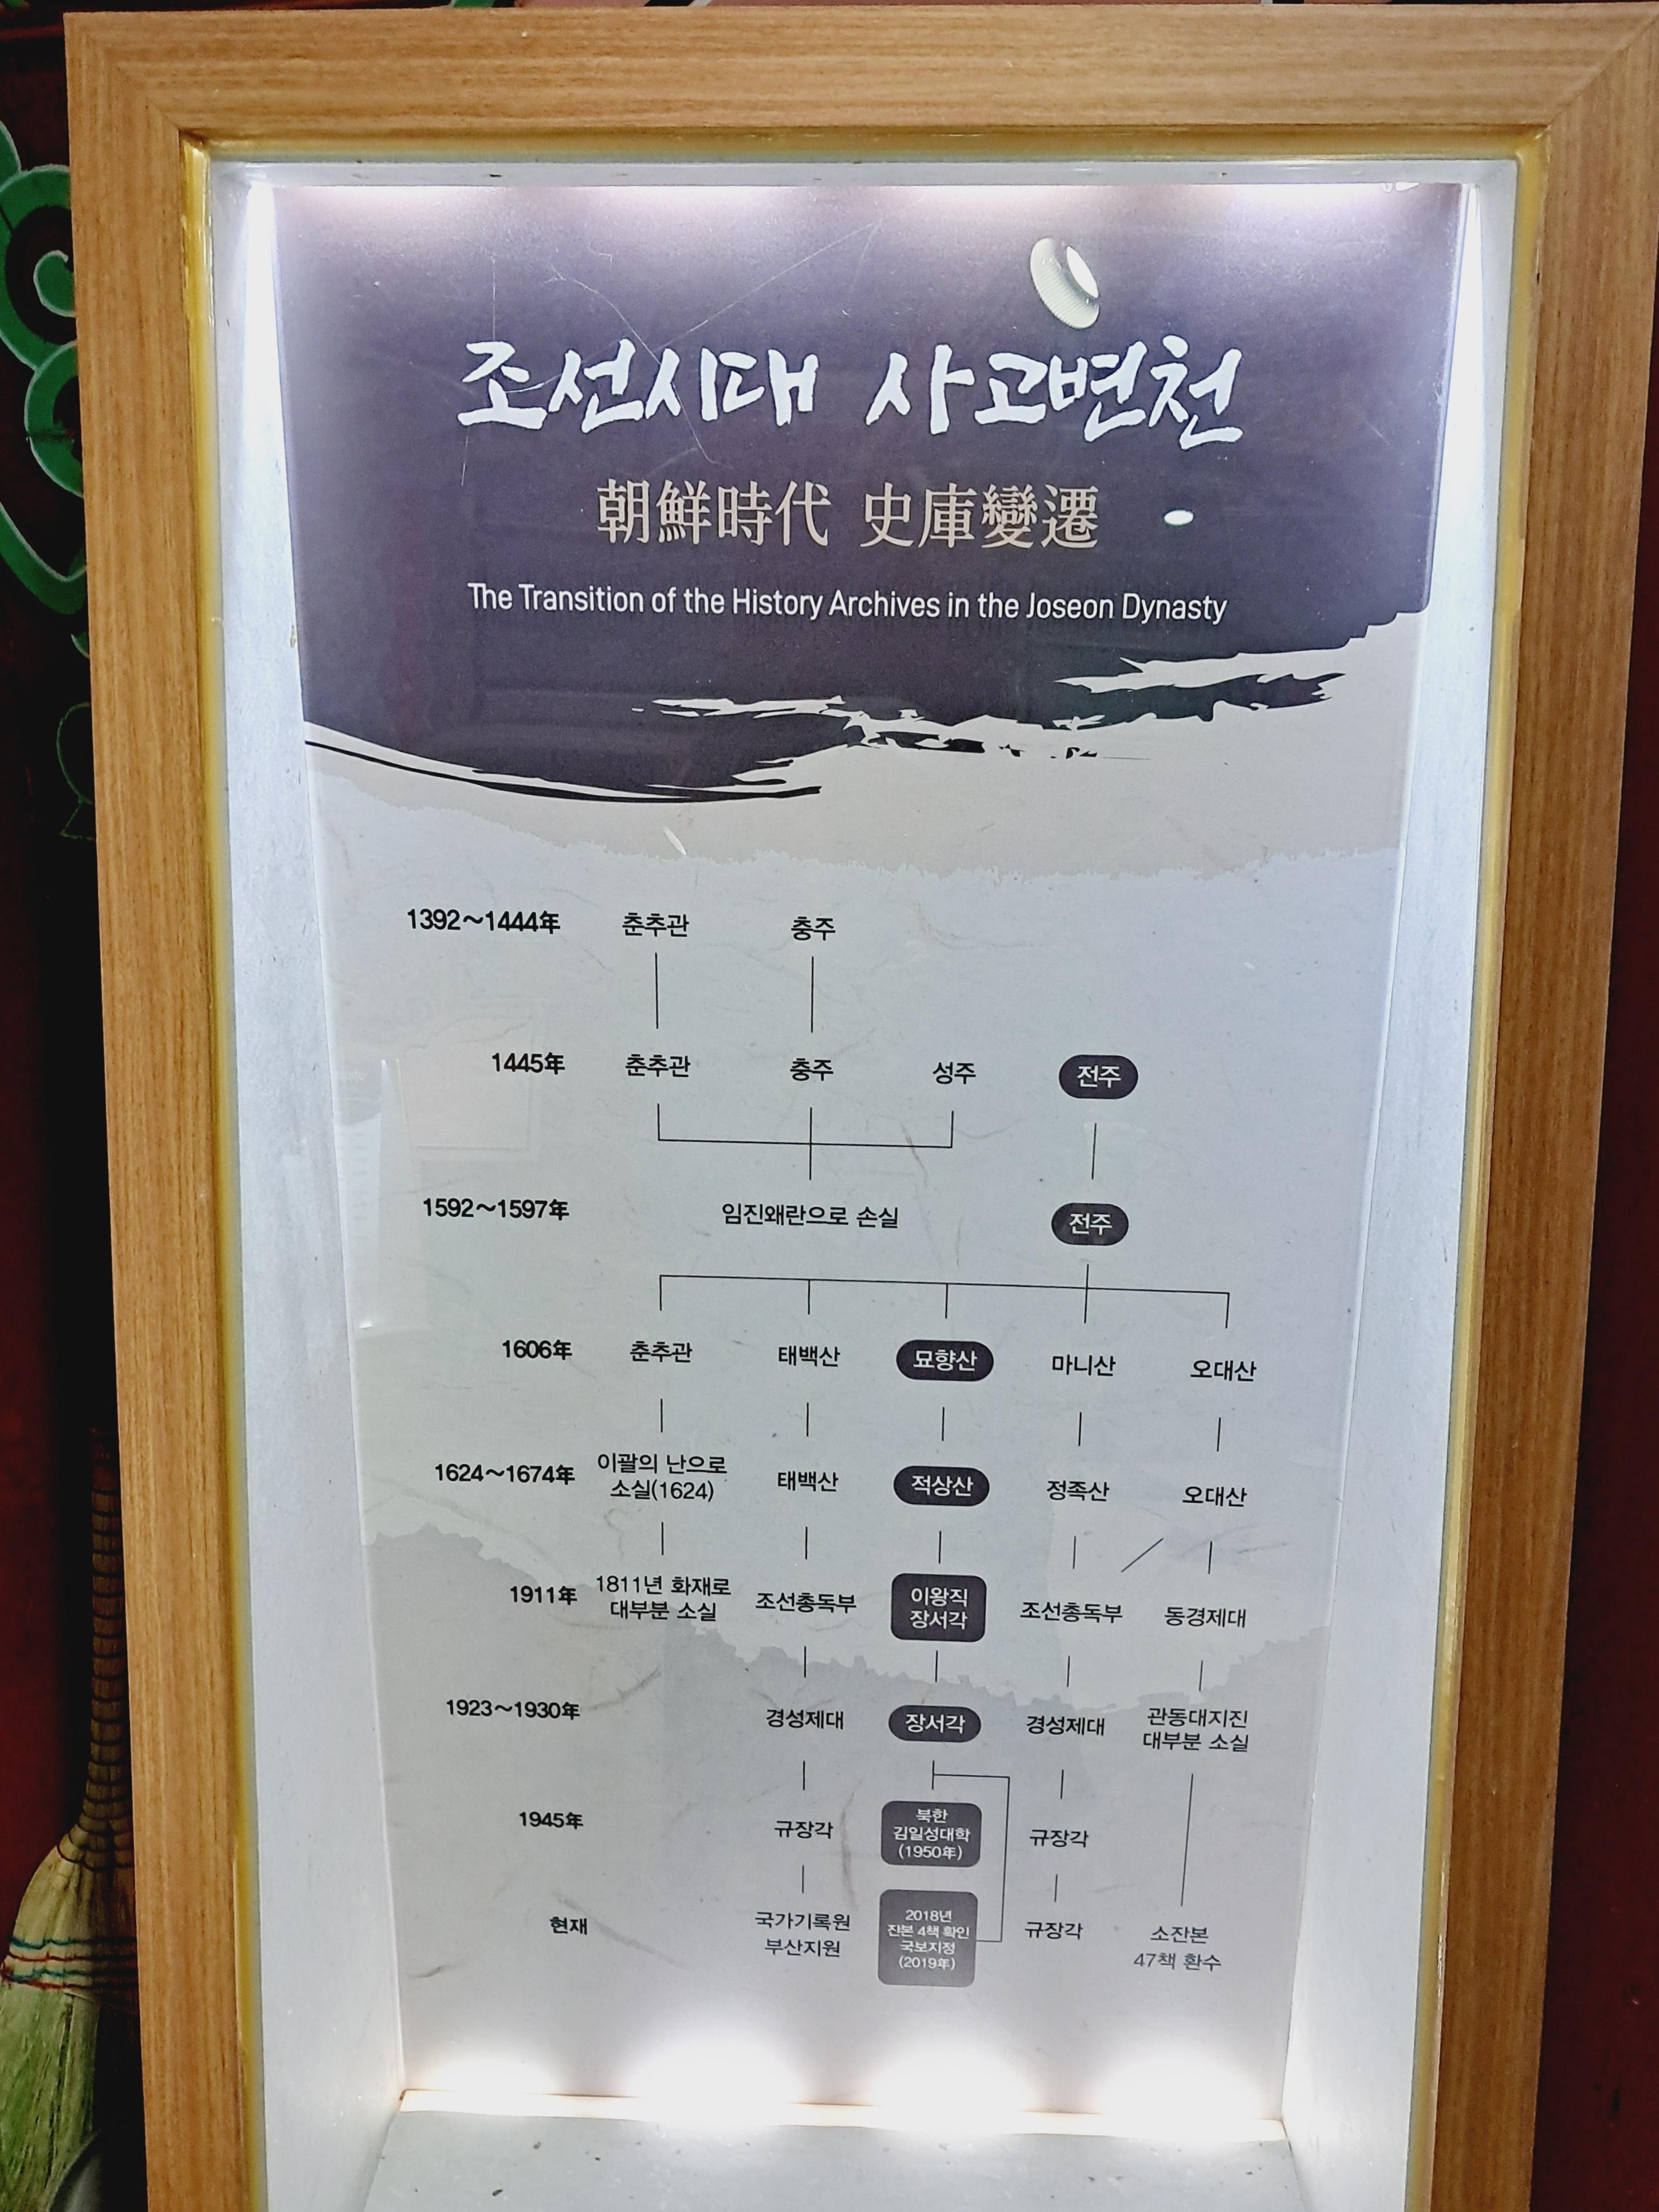 조선시대 사고변천
朝鮮時代 史庫變遷
The Transition of the History Archives in the Joseon Dynasty
1392~1444年 춘추관 충주
1445年 춘추관 충주 성주 전주
1592~1597年 임진왜란으로 손실 전주
1606年 춘추관 태백산 묘향산 마니산 오대산
1624~1674年 이괄의 난으로
소실(1624) 태백산 적상산 정족산 오대산
1911年 1811년 화재로
대부분 소실 조선총독부 이왕직
장서각 조선총독부 동경제대
1923~1930年 경성제대 장서각 경성제대 관동대지진
대부분 소실
1945年 규장각 북한
김일성대학
(1950年) 규장각
현재 국가기록원
부산지원 2018년
잔본 4책 확인
국보지정
(2019年) 규장각 소잔본
47책 환수